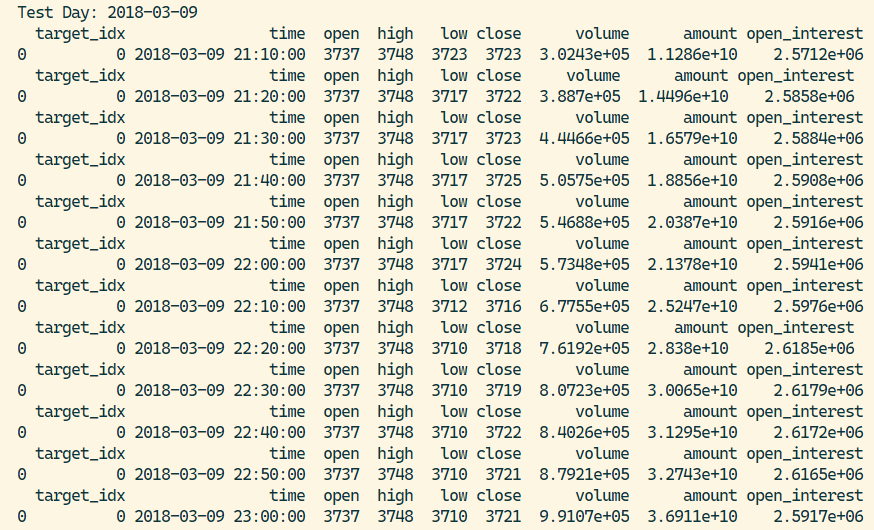 Test Day: 2018-03-09
target_idx time open high low close volume amount open_interest
0 0 2018-03-09 21:10:00 3737 3748 3723 3723 3.0243e+05 1.1286e+10 2.5712e+06
target_idx time open high low close volume amount open_interest
0 0 2018-03-09 21:20:00 3737 3748 3717 3722 3.887e+05 1.4496e+10 2.5858e+06
target_idx time open high low close volume amount open_interest
0 0 2018-03-09 21:30:00 3737 3748 3717 3723 4.4466e+05 1.6579e+10 2.5884e+06
target_idx time open high low close volume amount open_interest
0 0 2018-03-09 21:40:00 3737 3748 3717 3725 5.0575e+05 1.8856e+10 2.5908e+06
target_idx time open high low close volume amount open_interest
0 0 2018-03-09 21:50:00 3737 3748 3717 3722 5.4688e+05 2.0387e+10 2.5916e+06
target_idx time open high low close volume amount open_interest
0 0 2018-03-09 22:00:00 3737 3748 3717 3724 5.7348e+05 2.1378e+10 2.5941e+06
target_idx time open high low close volume amount open_interest
0 0 2018-03-09 22:10:00 3737 3748 3712 3716 6.7755e+05 2.5247e+10 2.5976e+06
target_idx time open high low close volume amount open_interest
0 0 2018-03-09 22:20:00 3737 3748 3710 3718 7.6192e+05 2.838e+10 2.6185e+06
target_idx time open high low close volume amount open_interest
0 0 2018-03-09 22:30:00 3737 3748 3710 3719 8.0723e+05 3.0065e+10 2.6179e+06
target_idx time open high low close volume amount open_interest
0 0 2018-03-09 22:40:00 3737 3748 3710 3722 8.4026e+05 3.1295e+10 2.6172e+06
target_idx time open high low close volume amount open_interest
0 0 2018-03-09 22:50:00 3737 3748 3710 3721 8.7921e+05 3.2743e+10 2.6165e+06
target_idx time open high low close volume amount open_interest
0 0 2018-03-09 23:00:00 3737 3748 3710 3721 9.9107e+05 3.6911e+10 2.5917e+06